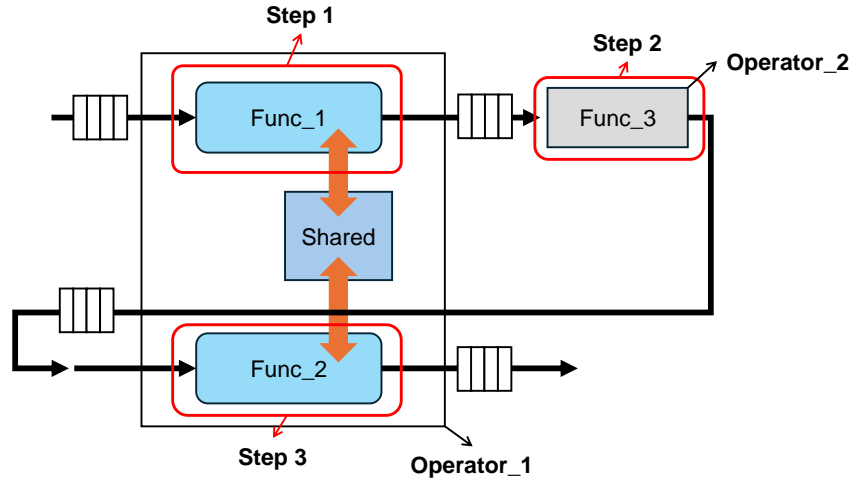 Step 1
Step 2
Operator_2
Func_1
Func_3
Shared
Func_2
Step 3
Operator_1